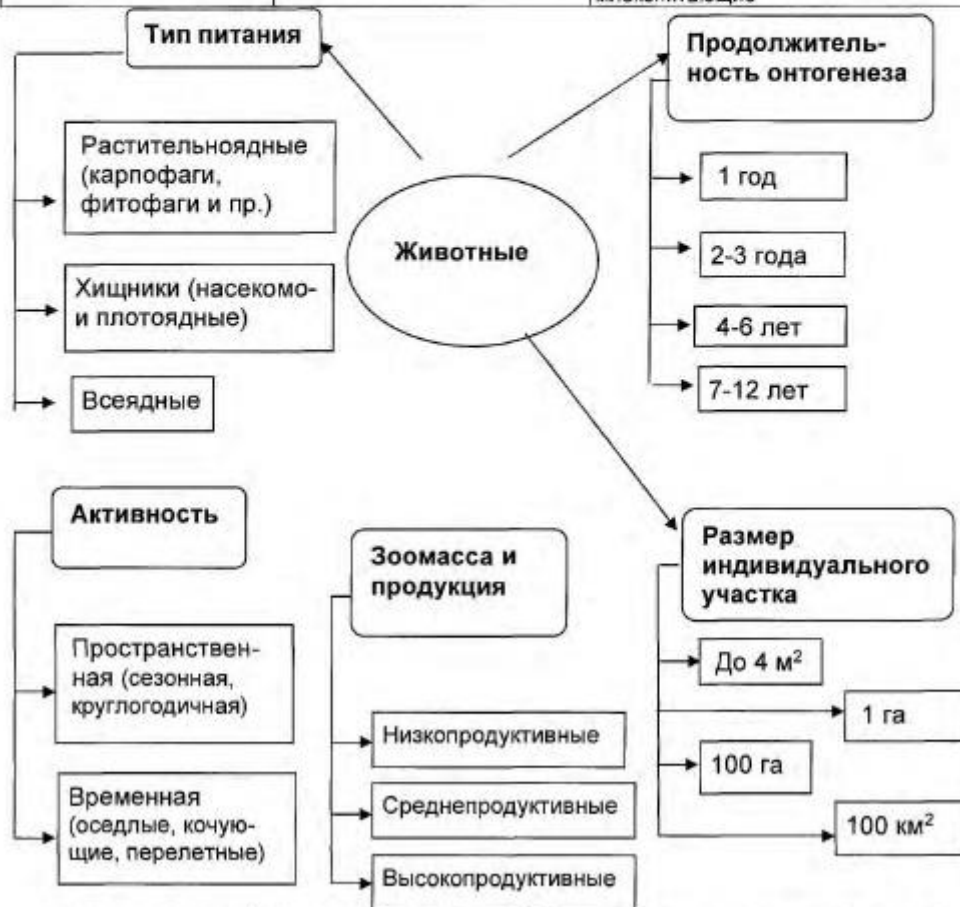 Тип питания
Растительноядные
(карпофаги,
фитофаги и пр.)
Хищники (насекомо-
и плотоядные)
Всеядные
Животные
Продолжитель-
ность онтогенеза
1 год
2-3 года
4-6 лет
7-12 лет
Активность
Пространствен-
ная (сезонная,
круглогодичная)
Временная
(оседлые, кочую-
щие, перелетные)
Зоомасса и
продукция
Низкопродуктивные
Среднепродуктивные
Высокопродуктивные
Размер
индивидуального
участка
До 4 м²
1 га
100 га
100 км²